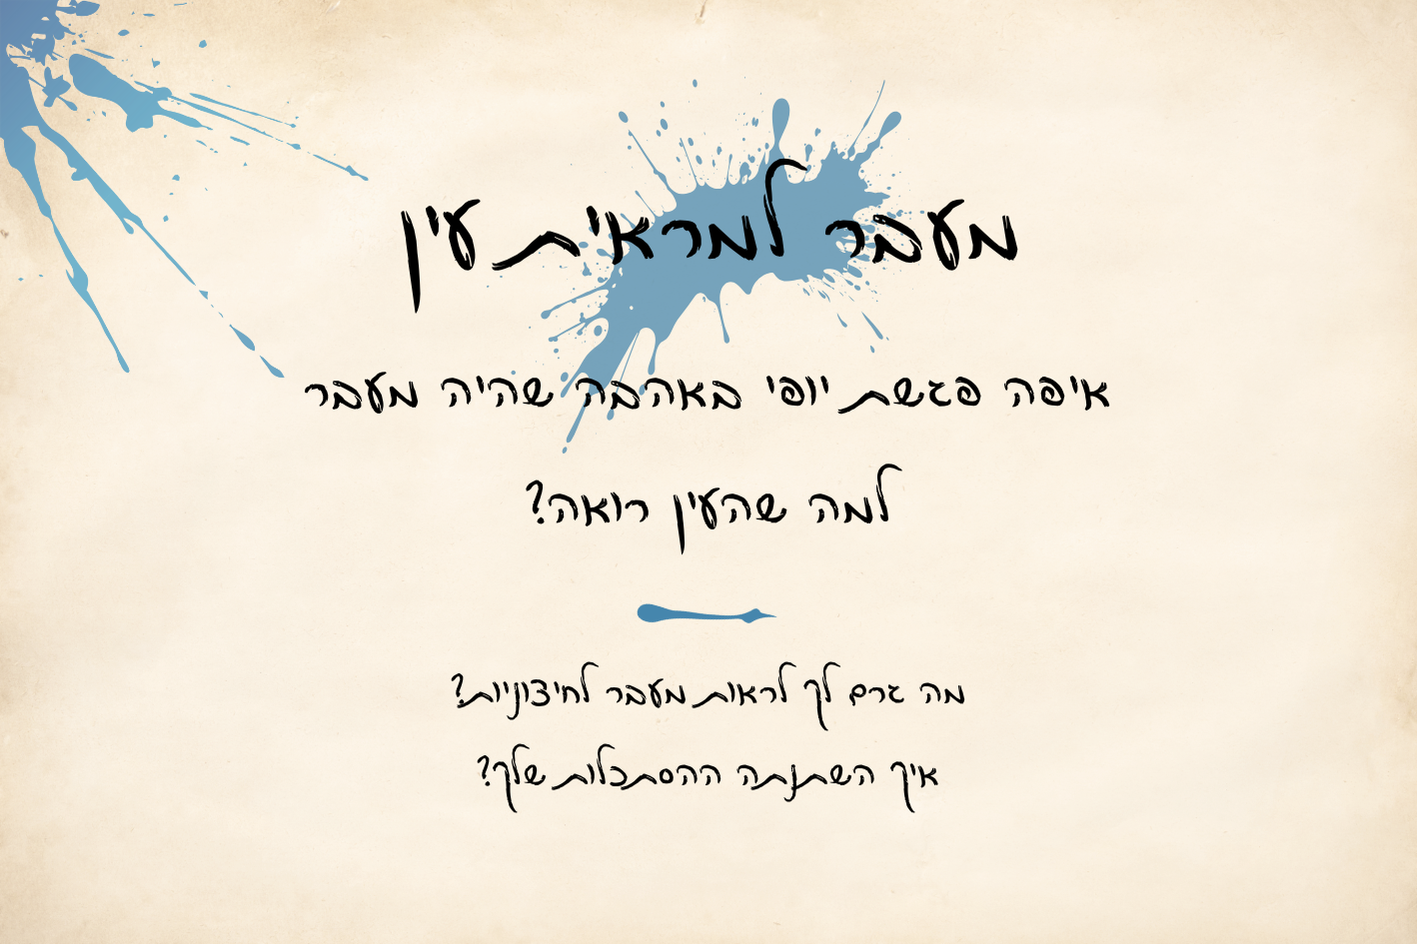 מעבר למראית עין
איפה פגשת יופי באהבה שהיה מעבר
למה שהעין רואה?
מה גרם לך לראות מעבר לחיצוניות?
איך השתנתה ההסתכלות שלך?